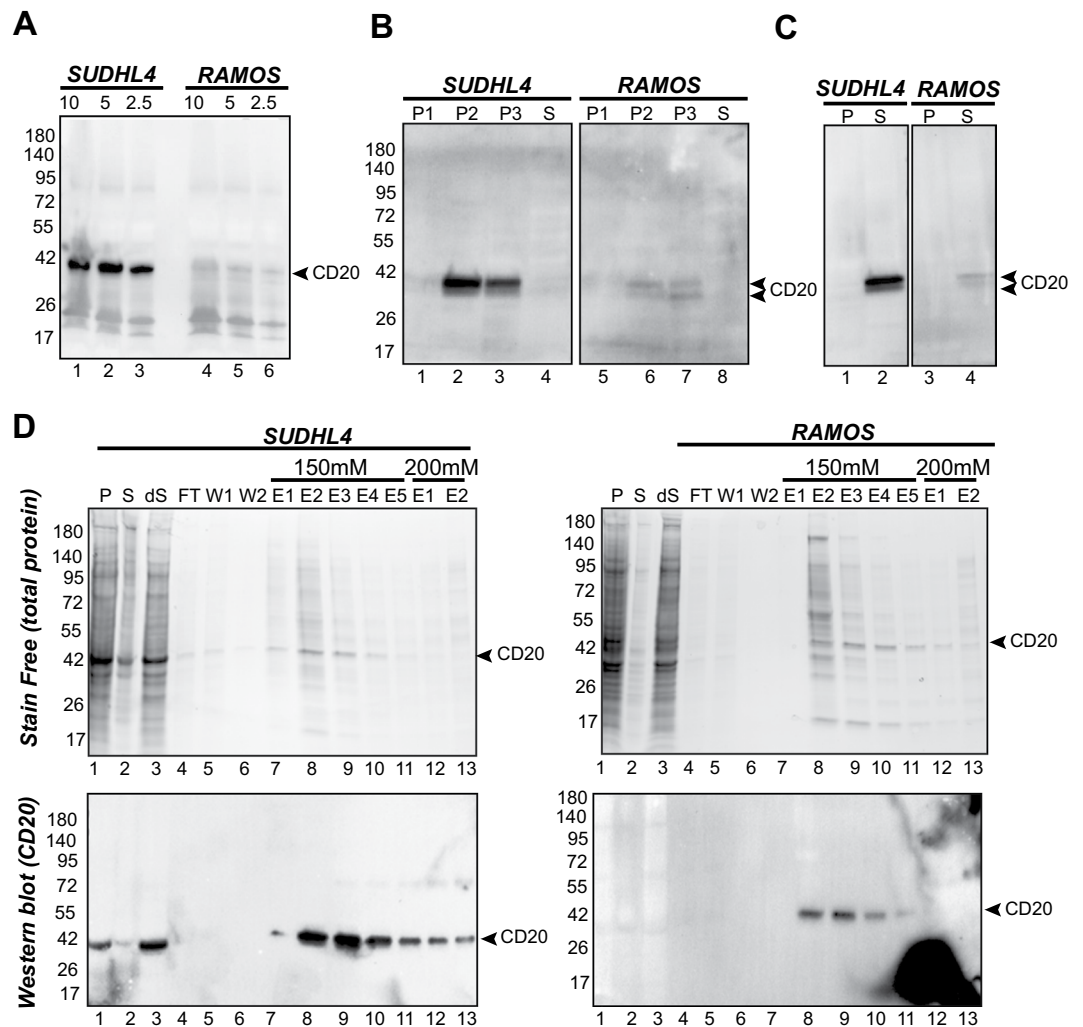 A
SUDHL4 RAMOS
10 5 2.5 10 5 2.5
180
140
95
72
55
42
26
17
CD20
1 2 3 4 5 6
B
SUDHL4 RAMOS
P1 P2 P3 S P1 P2 P3 S
180
140
95
72
55
42
26
17
CD20
1 2 3 4 5 6 7 8
C
SUDHL4 RAMOS
P S P S
CD20
1 2 3 4
D
SUDHL4
150mM 200mM
P S dS FT W1 W2 E1 E2 E3 E4 E5 E1 E2
Stain Free (total protein)
180
140
95
72
55
42
26
17
CD20
1 2 3 4 5 6 7 8 9 10 11 12 13
RAMOS
150mM 200mM
P S dS FT W1 W2 E1 E2 E3 E4 E5 E1 E2
180
140
95
72
55
42
26
17
CD20
1 2 3 4 5 6 7 8 9 10 11 12 13
Western blot (CD20)
180
140
95
72
55
42
26
17
CD20
1 2 3 4 5 6 7 8 9 10 11 12 13
180
140
95
72
55
42
26
17
CD20
1 2 3 4 5 6 7 8 9 10 11 12 13